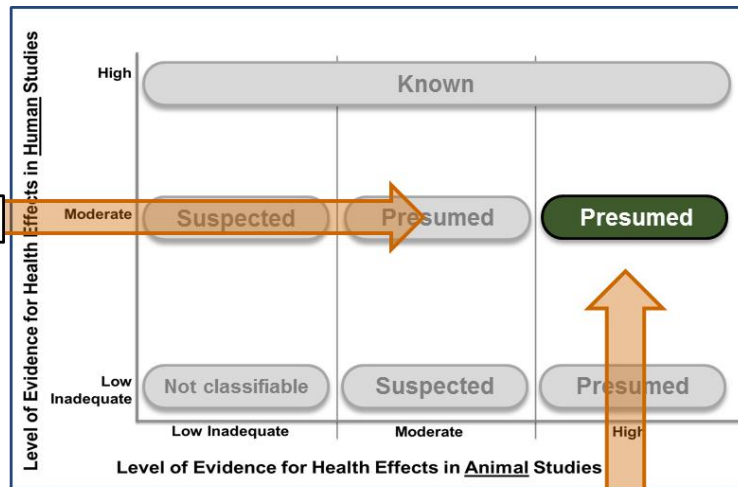 Level of Evidence for Health Effects in Human Studies
High
Known
Moderate
Suspected
Presumed
Presumed
Low
Inadequate
Not classifiable
Suspected
Presumed
Low Inadequate
Moderate
High
Level of Evidence for Health Effects in Animal Studies